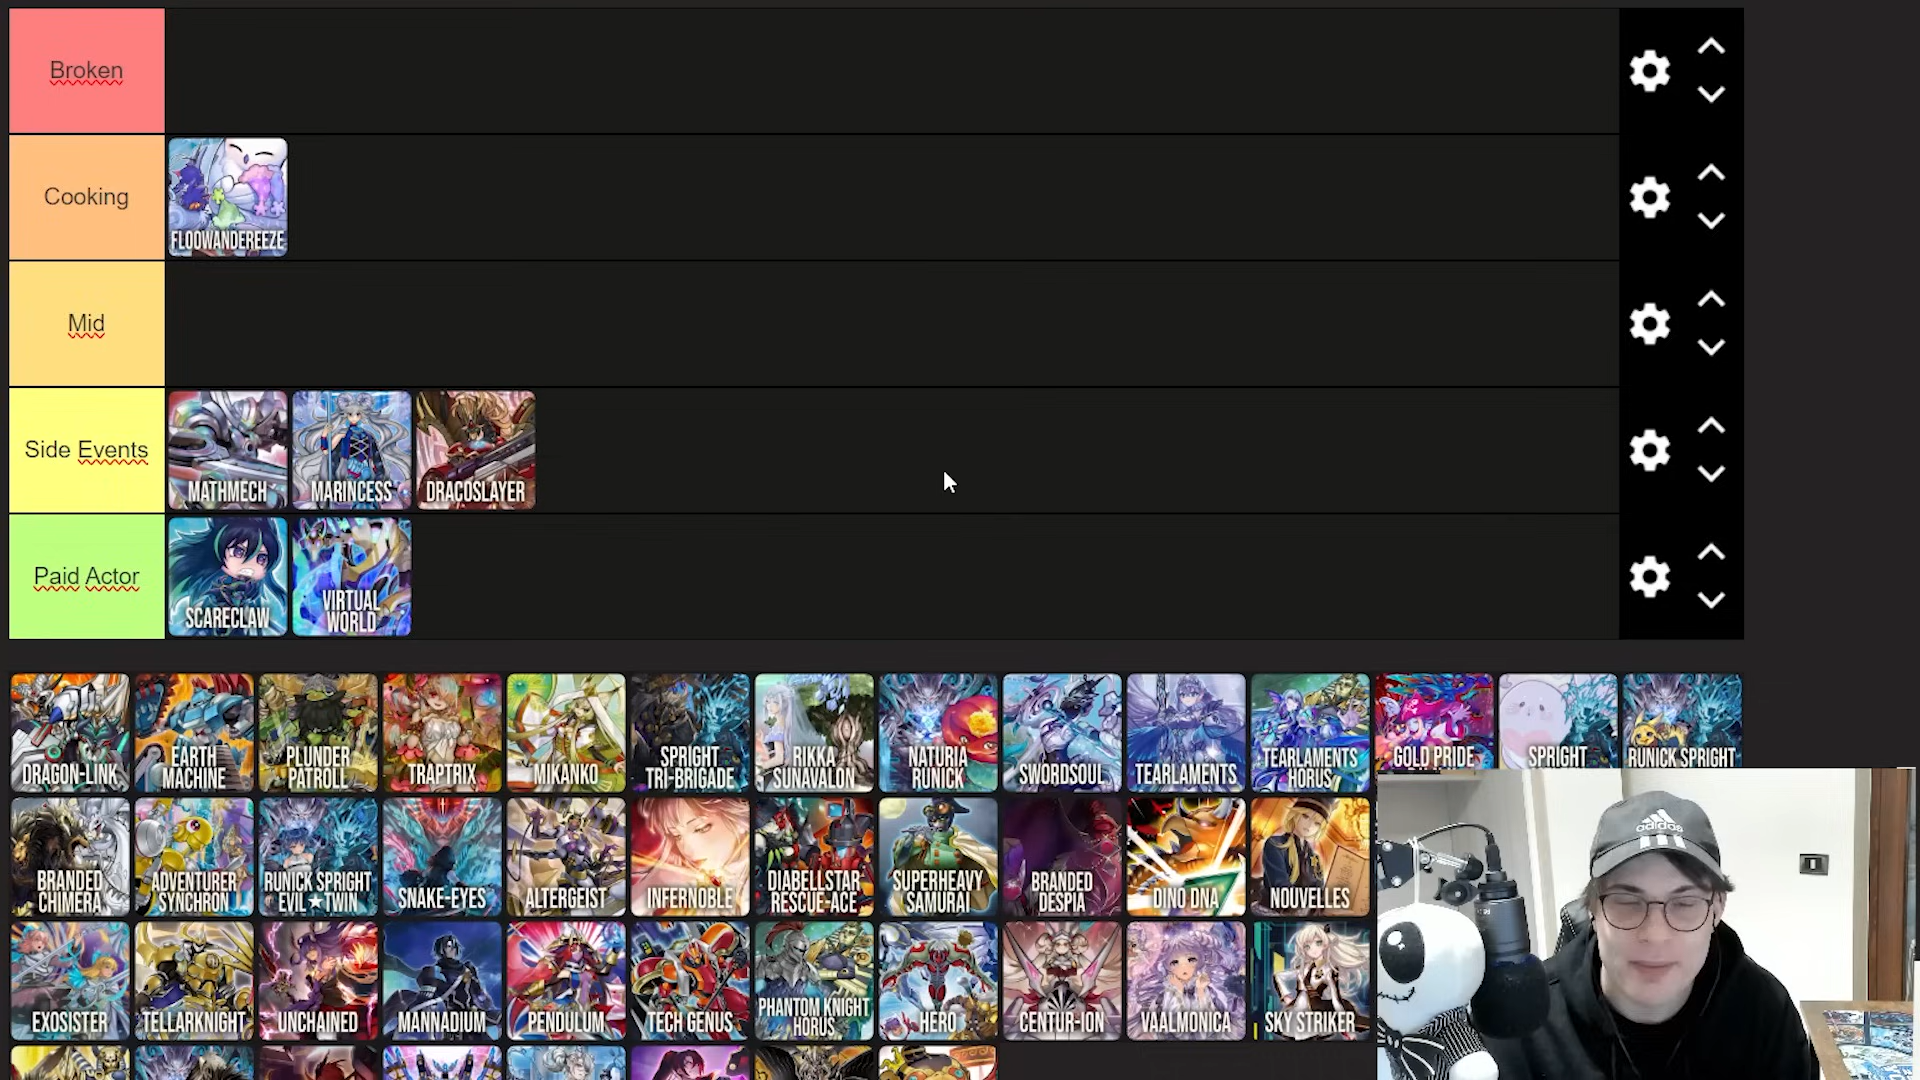 Broken
Cooking
FLOOWANDEREEZE
Mid
Side Events
MATHMECH
MARINCESS
DRACOSLAYER
Paid Actor
SCARECLAW
VIRTUAL
WORLD
DRAGON-LINK
EARTH
MACHINE
PLUNDER
PATROLL
TRAPTRIX
MIKANKO
SPRIGHT
TRI-BRIGADE
RIKKA
SUNAVALON
NATURIA
RUNICK
SWORDSOUL
TEARLAMENTS
TEARLAMENTS
HORUS
GOLD PRIDE
SPRIGHT
RUNICK SPRIGHT
BRANDED
CHIMERA
ADVENTURER
SYNCHRON
RUNICK SPRIGHT
EVIL★TWIN
SNAKE-EYES
ALTERGEIST
INFERNOBLE
DIABELLSTAR
RESCUE-ACE
SUPERHEAVY
SAMURAI
BRANDED
DESPIA
DINO DNA
NOUVELLES
EXOSISTER
TELLARKNIGHT
UNCHAINED
MANNADIUM
PENDULUM
TECH GENUS
PHANTOM KNIGHT
HORUS
HERO
CENTUR-ION
VAALMONICA
SKY STRIKER
adidas